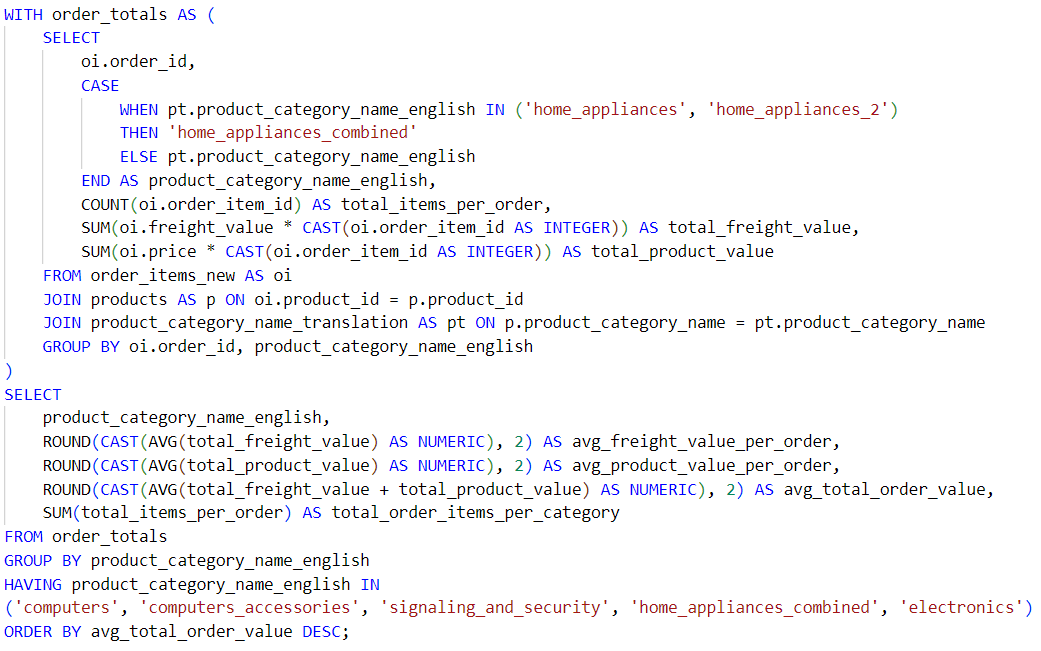 WITH order_totals AS (
SELECT
oi.order_id,
CASE
WHEN pt.product_category_name_english IN ('home_appliances', 'home_appliances_2')
THEN 'home_appliances_combined'
ELSE pt.product_category_name_english
END AS product_category_name_english,
COUNT(oi.order_item_id) AS total_items_per_order,
SUM(oi.freight_value * CAST(oi.order_item_id AS INTEGER)) AS total_freight_value,
SUM(oi.price * CAST(oi.order_item_id AS INTEGER)) AS total_product_value
FROM order_items_new AS oi
JOIN products AS p ON oi.product_id = p.product_id
JOIN product_category_name_translation AS pt ON p.product_category_name = pt.product_category_name
GROUP BY oi.order_id, product_category_name_english
)
SELECT
product_category_name_english,
ROUND(CAST(AVG(total_freight_value) AS NUMERIC), 2) AS avg_freight_value_per_order,
ROUND(CAST(AVG(total_product_value) AS NUMERIC), 2) AS avg_product_value_per_order,
ROUND(CAST(AVG(total_freight_value + total_product_value) AS NUMERIC), 2) AS avg_total_order_value,
SUM(total_items_per_order) AS total_order_items_per_category
FROM order_totals
GROUP BY product_category_name_english
HAVING product_category_name_english IN
('computers', 'computers_accessories', 'signaling_and_security', 'home_appliances_combined', 'electronics')
ORDER BY avg_total_order_value DESC;